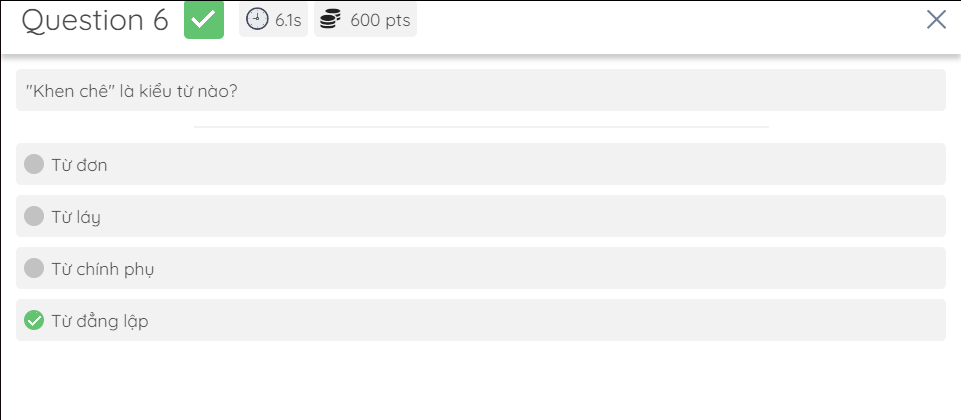 Question 6 6.1s 600 pts
"Khen chê" là kiểu từ nào?
Từ đơn
Từ láy
Từ chính phụ
Từ đẳng lập